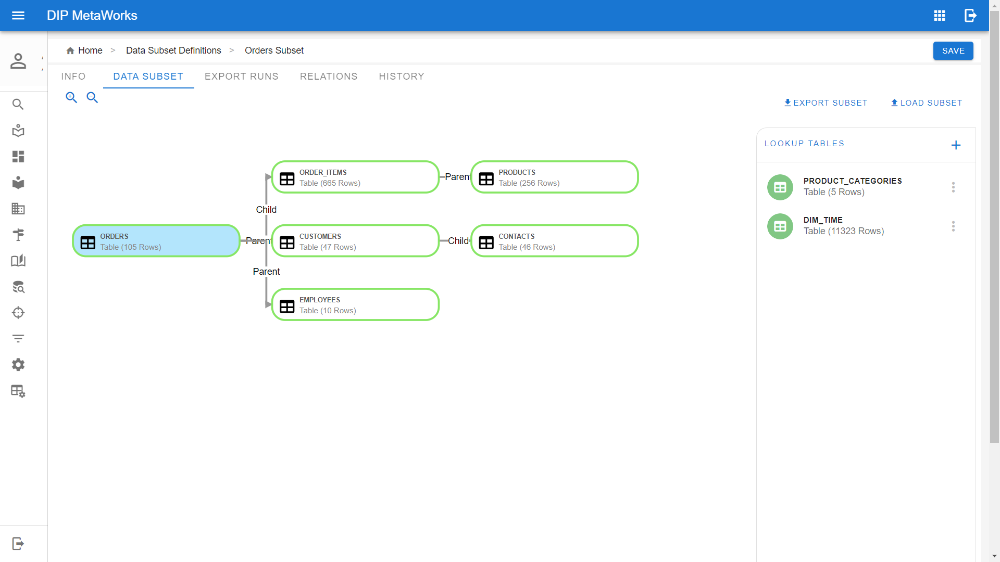 DIP MetaWorks
Home > Data Subset Definitions > Orders Subset
SAVE
INFO DATA SUBSET EXPORT RUNS RELATIONS HISTORY
EXPORT SUBSET LOAD SUBSET
LOOKUP TABLES
PRODUCT_CATEGORIES
Table (5 Rows)
DIM_TIME
Table (11323 Rows)
ORDER_ITEMS
Table (665 Rows)
Parent
PRODUCTS
Table (256 Rows)
Child
ORDERS
Table (105 Rows)
Parent
CUSTOMERS
Table (47 Rows)
Child
CONTACTS
Table (46 Rows)
Parent
EMPLOYEES
Table (10 Rows)